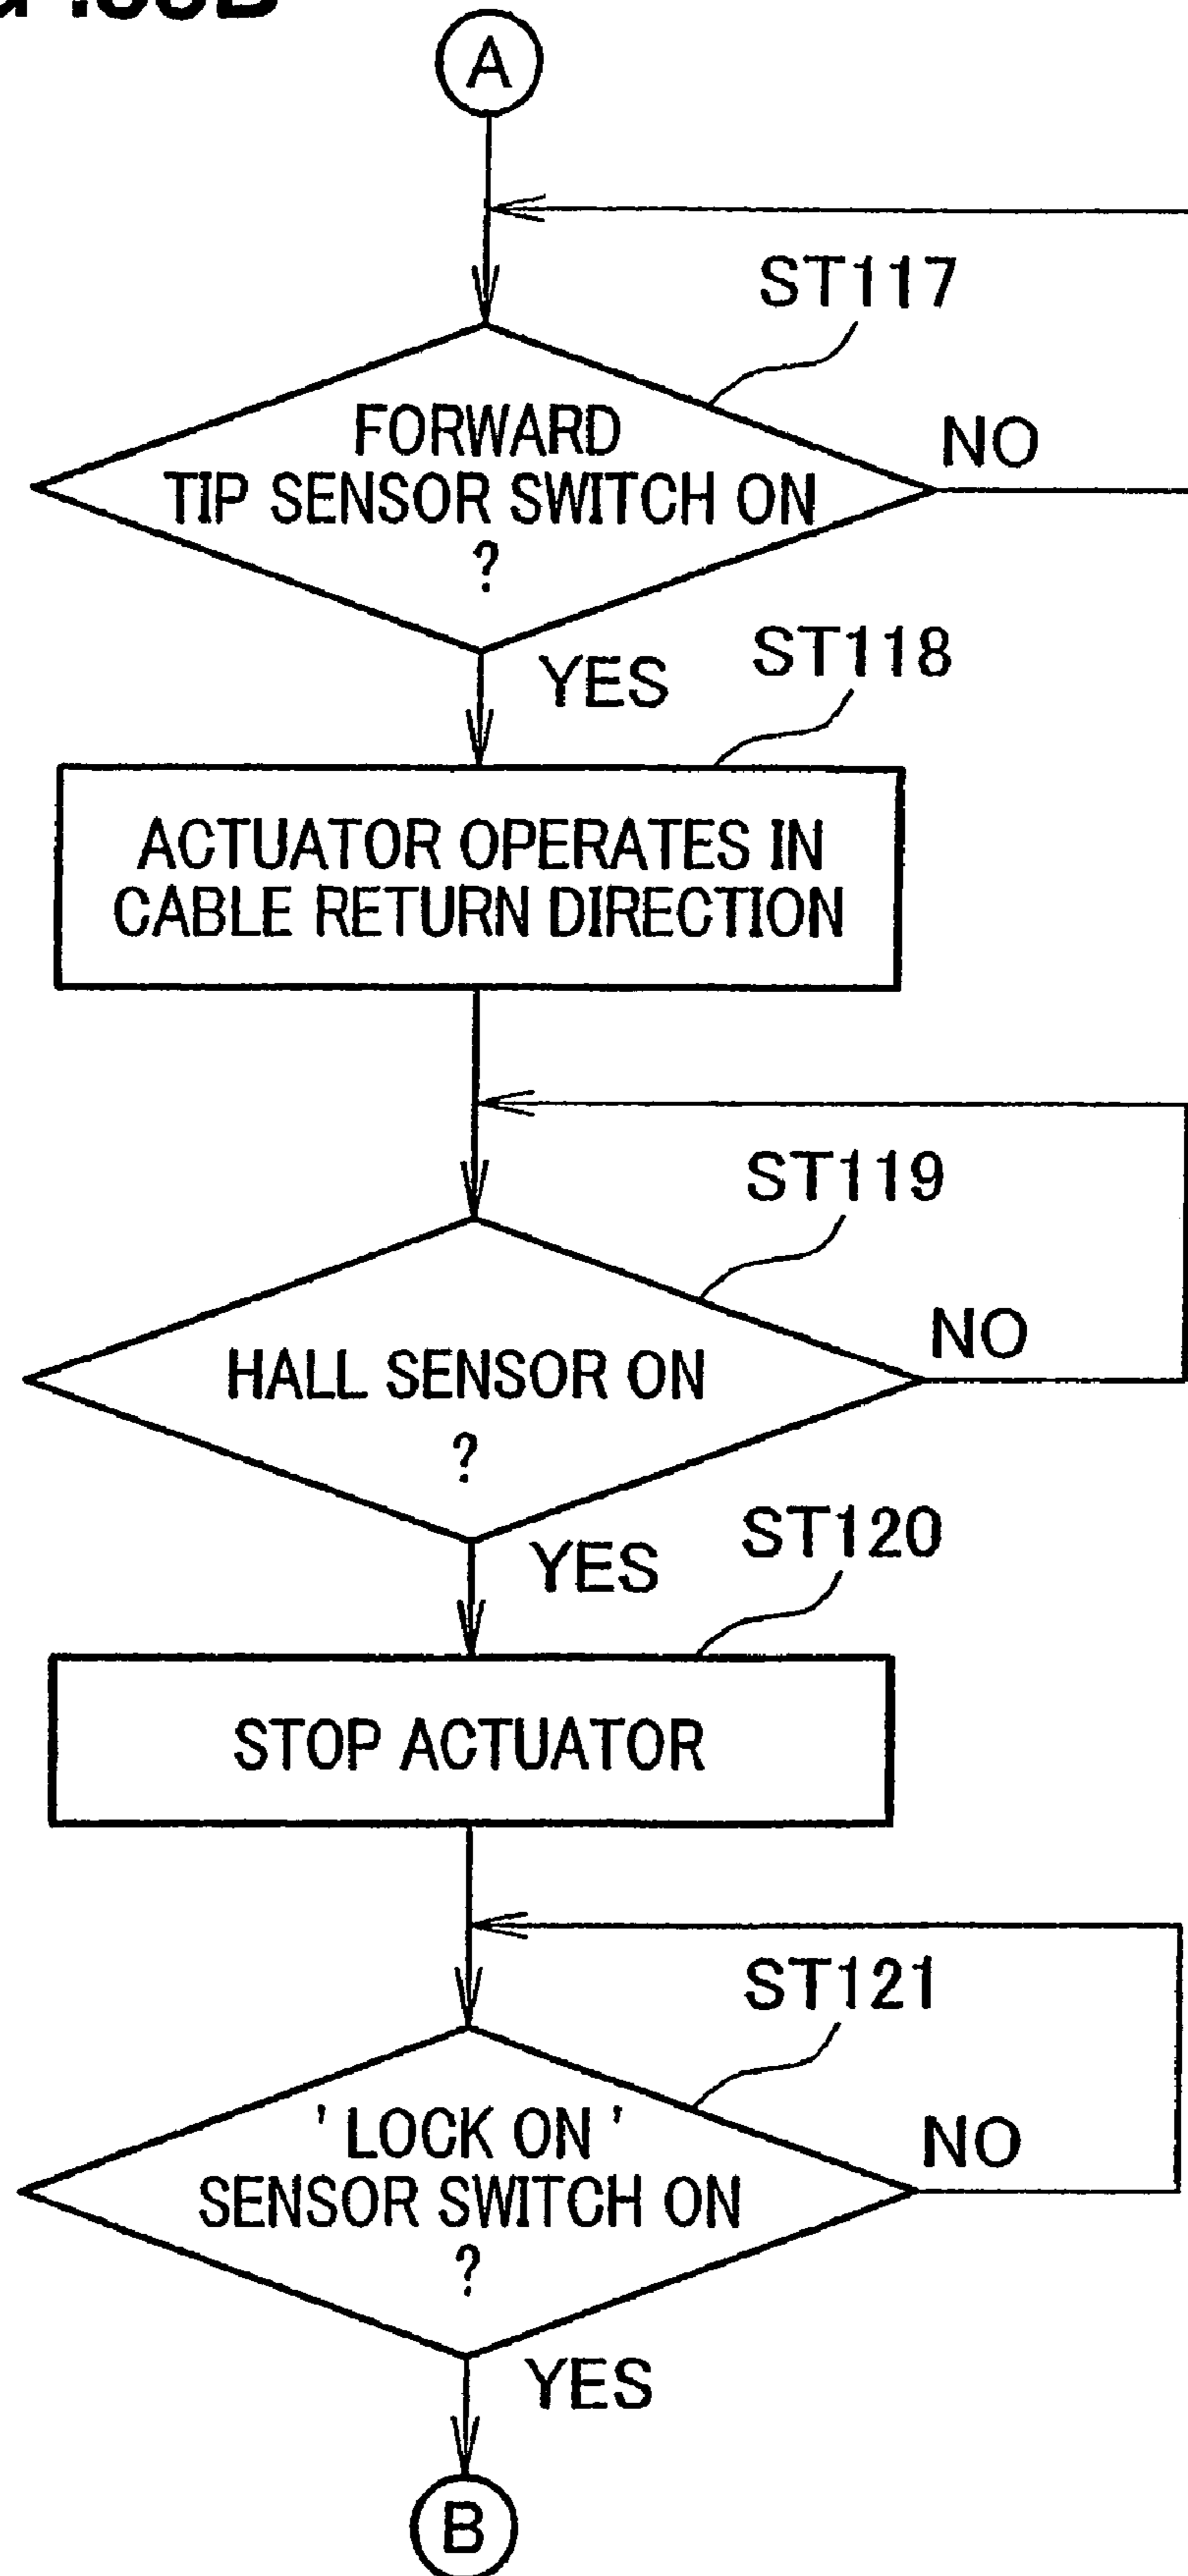 A
ST117
FORWARD
TIP SENSOR SWITCH ON
?
NO
YES
ST118
ACTUATOR OPERATES IN
CABLE RETURN DIRECTION
ST119
HALL SENSOR ON
?
NO
YES
ST120
STOP ACTUATOR
ST121
' LOCK ON '
SENSOR SWITCH ON
?
NO
YES
B